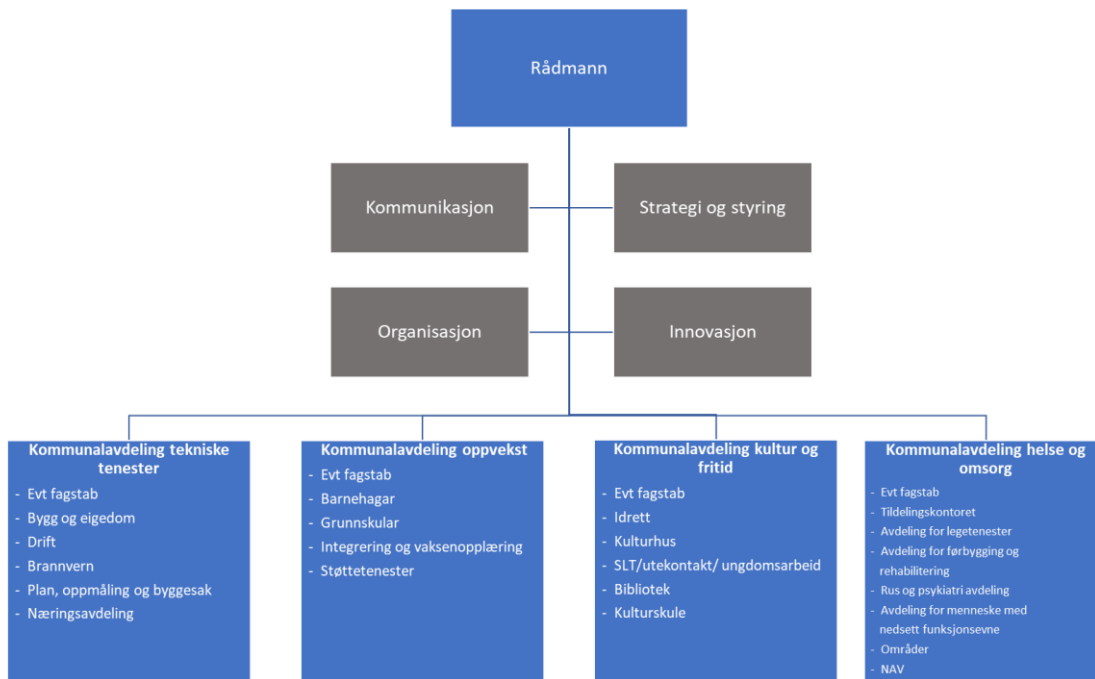 Rådmann
Kommunikasjon
Strategi og styring
Organisasjon
Innovasjon
Kommunalavdeling tekniske
tenester
- Evt fagstab
- Bygg og eigedom
- Drift
- Brannvern
- Plan, oppmåling og byggesak
- Næringsavdeling
Kommunalavdeling oppvekst
- Evt fagstab
- Barnehagar
- Grunnskular
- Integrering og vaksenopplæring
- Støttetenester
Kommunalavdeling kultur og
fritid
- Evt fagstab
- Idrett
- Kulturhus
- SLT/utekontakt/ ungdomsarbeid
- Bibliotek
- Kulturskule
Kommunalavdeling helse og
omsorg
- Evt fagstab
- Tildelingskontoret
- Avdeling for legetenester
- Avdeling for førbygging og
rehabilitering
- Rus og psykiatri avdeling
- Avdeling for menneske med
nedsett funksjonsevne
- Områder
- NAV